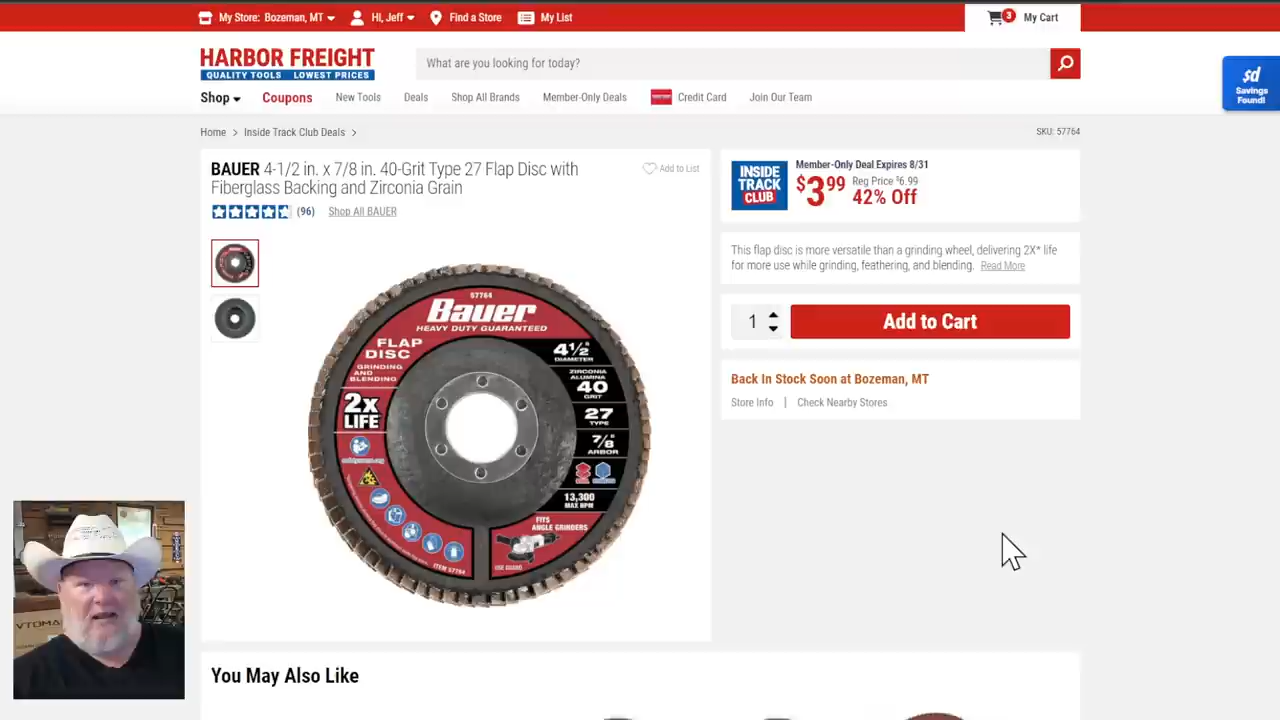 My Store: Bozeman, MT
Hi, Jeff
Find a Store
My List
3
My Cart
HARBOR FREIGHT
QUALITY TOOLS LOWEST PRICES
What are you looking for today?
$d
Savings
Found!
Shop
Coupons
New Tools
Deals
Shop All Brands
Member-Only Deals
Credit Card
Join Our Team
Home > Inside Track Club Deals >
SKU: 57764
BAUER 4-1/2 in. x 7/8 in. 40-Grit Type 27 Flap Disc with
Fiberglass Backing and Zirconia Grain
Add to List
(96)
Shop All BAUER
INSIDE
TRACK
CLUB
Member-Only Deal Expires 8/31
$3 99
Reg Price $6.99
42% Off
This flap disc is more versatile than a grinding wheel, delivering 2X* life
for more use while grinding, feathering, and blending. Read More
1
Add to Cart
Back In Stock Soon at Bozeman, MT
Store Info | Check Nearby Stores
57764
Bauer
HEAVY DUTY GUARANTEED
FLAP
DISC
GRINDING
AND
BLENDING
2x
LIFE
4½"
DIAMETER
ZIRCONIA
ALUMINA
40
GRIT
27
TYPE
7/8"
ARBOR
13,300
MAX RPM
FITS
ANGLE GRINDERS
USE GUARD
ITEM 57764
VTOMA
You May Also Like